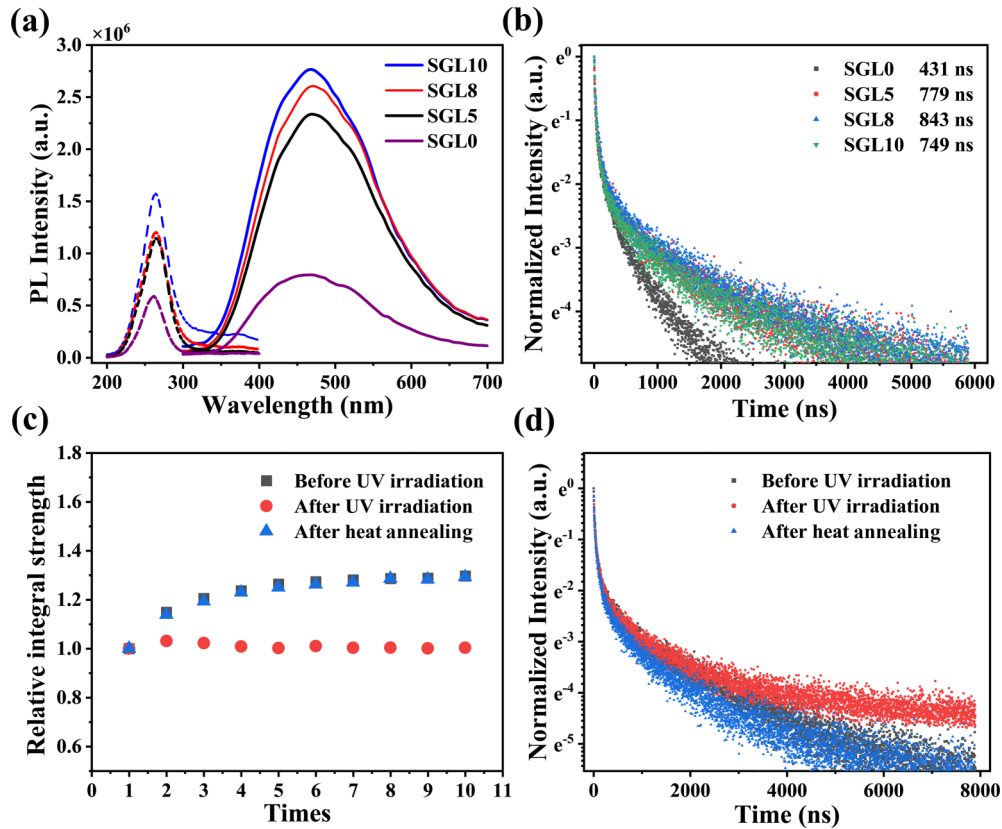 (a)
×10⁶
3.0
2.5
2.0
1.5
1.0
0.5
0.0
PL Intensity (a.u.)
SGL10
SGL8
SGL5
SGL0
200 300 400 500 600 700
Wavelength (nm)
(b)
e⁰
e⁻¹
e⁻²
e⁻³
e⁻⁴
Normalized Intensity (a.u.)
SGL0 431 ns
SGL5 779 ns
SGL8 843 ns
SGL10 749 ns
0 1000 2000 3000 4000 5000 6000
Time (ns)
(c)
1.8
1.6
1.4
1.2
1.0
0.8
0.6
Relative integral strength
Before UV irradiation
After UV irradiation
After heat annealing
0 1 2 3 4 5 6 7 8 9 10 11
Times
(d)
e⁰
e⁻¹
e⁻²
e⁻³
e⁻⁴
e⁻⁵
Normalized Intensity (a.u.)
Before UV irradiation
After UV irradiation
After heat annealing
0 2000 4000 6000 8000
Time (ns)